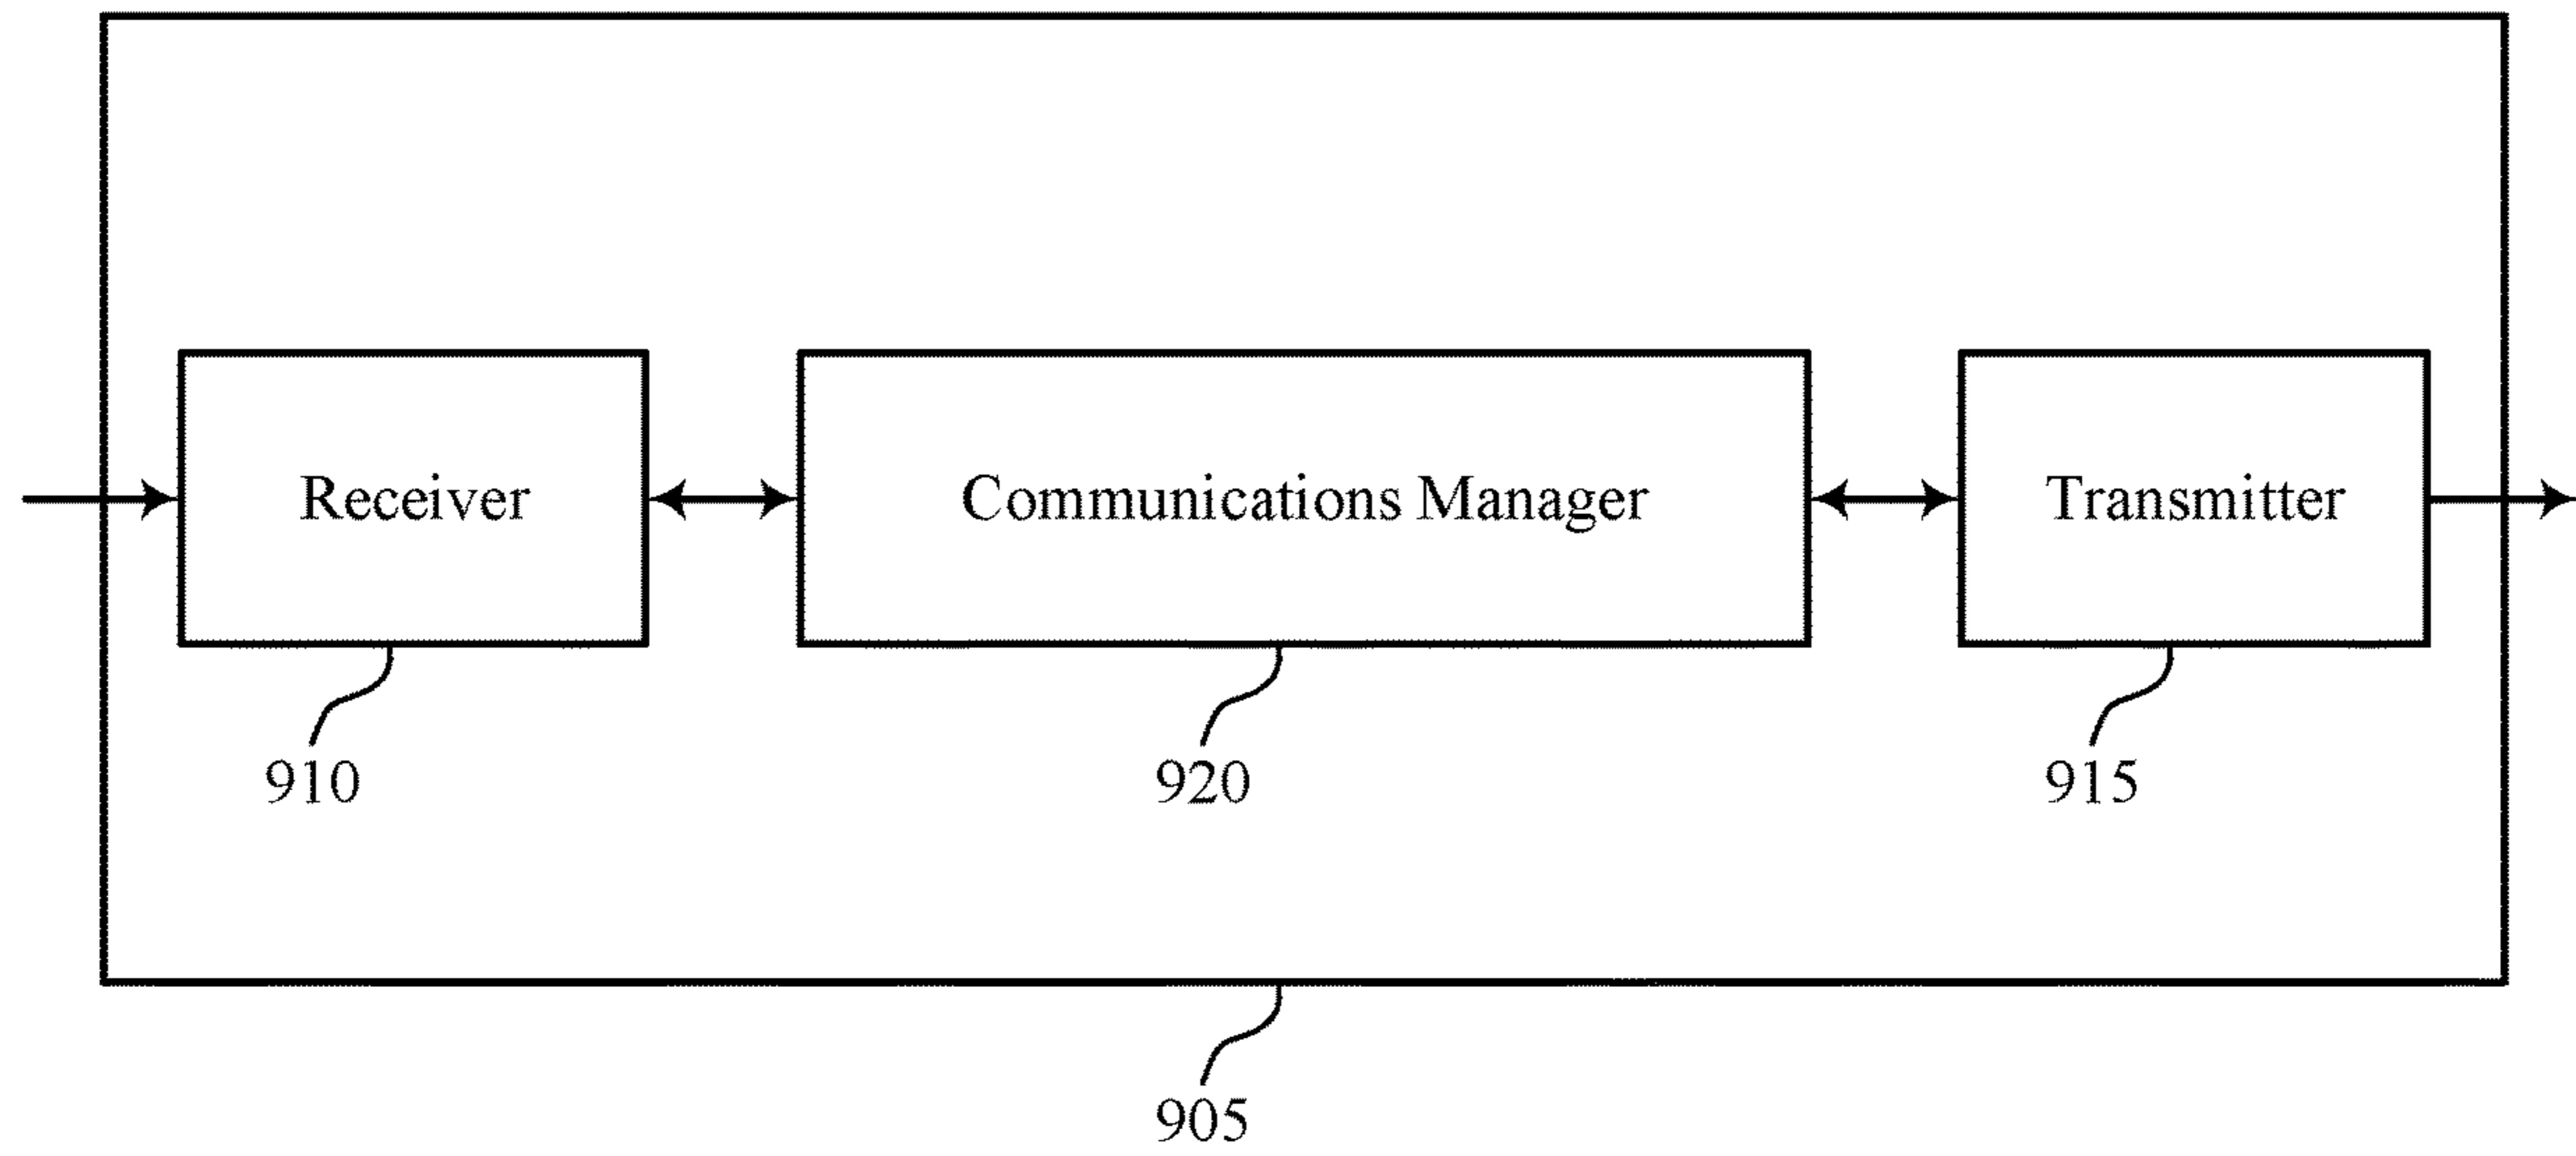 Receiver
Communications Manager
Transmitter
910
920
915
905